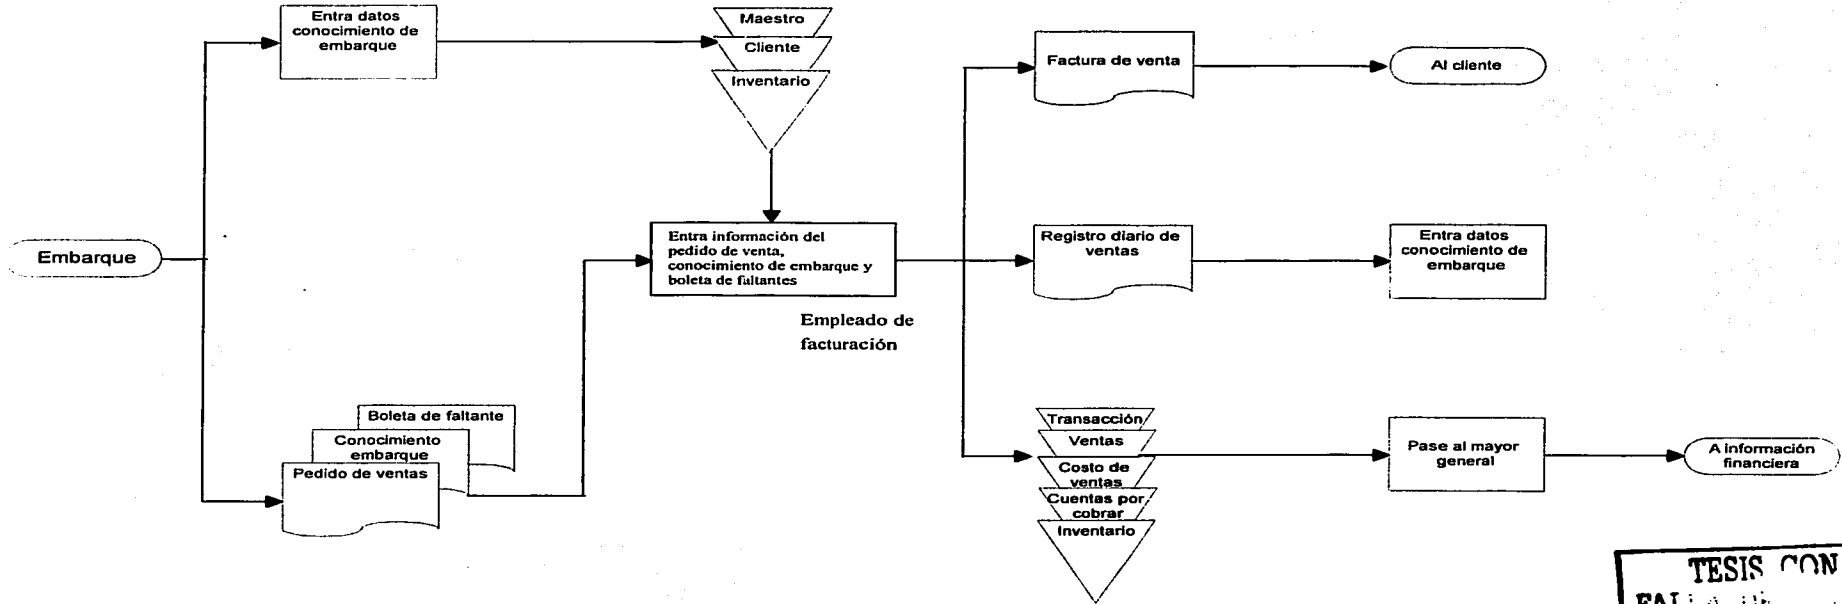 Entra datos
conocimiento de
embarque
Maestro
Cliente
Inventario
Factura de venta
Al cliente
Embarque
Entra información del
pedido de venta,
conocimiento de embarque y
boleta de faltantes
Empleado de
facturación
Registro diario de
ventas
Entra datos
conocimiento de
embarque
Boleta de faltante
Conocimiento
embarque
Pedido de ventas
Transacción
Ventas
Costo de
ventas
Cuentas por
cobrar
Inventario
Pase al mayor
general
A información
financiera
TESIS CON